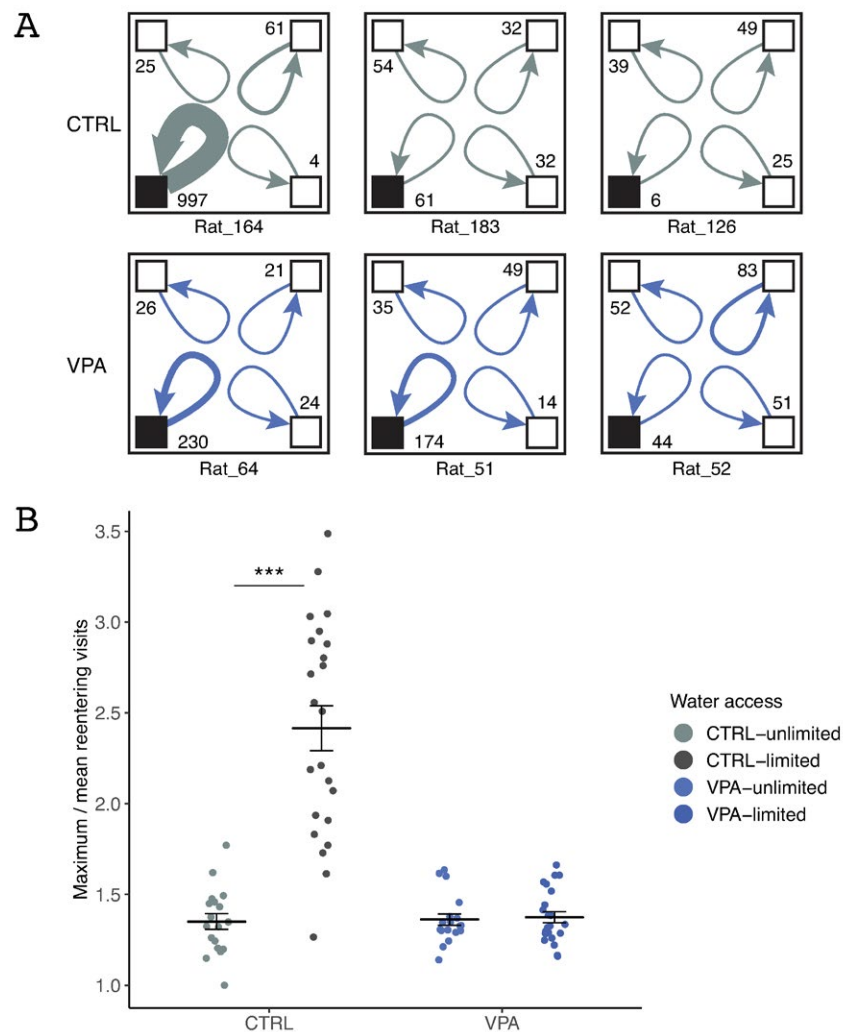 A
CTRL
25 61
997 4
Rat_164
54 32
61 32
Rat_183
39 49
6 25
Rat_126
VPA
26 21
230 24
Rat_64
35 49
174 14
Rat_51
52 83
44 51
Rat_52
B
Maximum / mean reentering visits
3.5
3.0
2.5
2.0
1.5
1.0
***
CTRL VPA
Water access
CTRL–unlimited
CTRL–limited
VPA–unlimited
VPA–limited